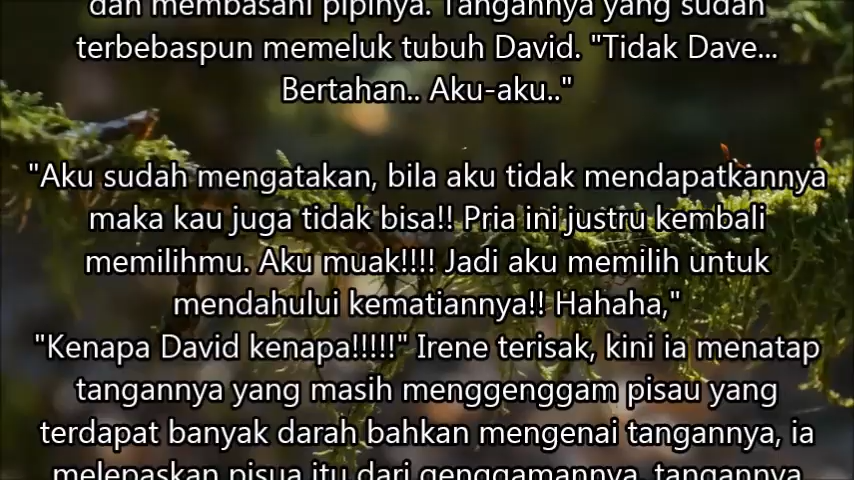 dan membasahi pipinya. Tangannya yang sudah
terbebaspun memeluk tubuh David. "Tidak Dave...
Bertahan.. Aku-aku.."
"Aku sudah mengatakan, bila aku tidak mendapatkannya
maka kau juga tidak bisa!! Pria ini justru kembali
memilihmu. Aku muak!!!! Jadi aku memilih untuk
mendahului kematiannya!! Hahaha,"
"Kenapa David kenapa!!!!!" Irene terisak, kini ia menatap
tangannya yang masih menggenggam pisau yang
terdapat banyak darah bahkan mengenai tangannya, ia
melepaskan pisua itu dari genggamannya, tangannya